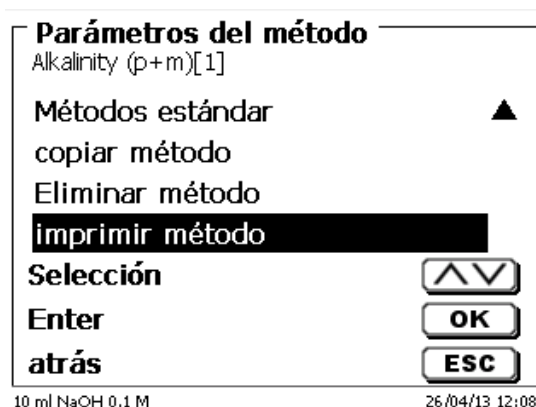 Parámetros del método
Alkalinity (p+m)[1]
Métodos estándar
copiar método
Eliminar método
imprimir método
Selección
Enter OK
atrás ESC
10 ml NaOH 0.1 M 26/04/13 12:08